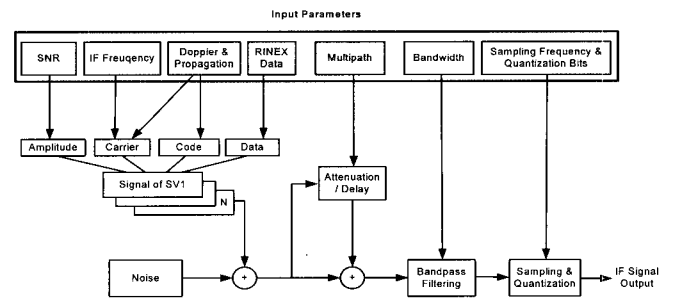 Input Parameters
SNR
IF Freuqency
Doppler &
Propagation
RINEX
Data
Multipath
Bandwidth
Sampling Frequency &
Quantization Bits
Amplitude
Carrier
Code
Data
Signal of SV1
N
Attenuation
/ Delay
Noise
+
+
Bandpass
Filtering
Sampling &
Quantization
IF Signal
Output